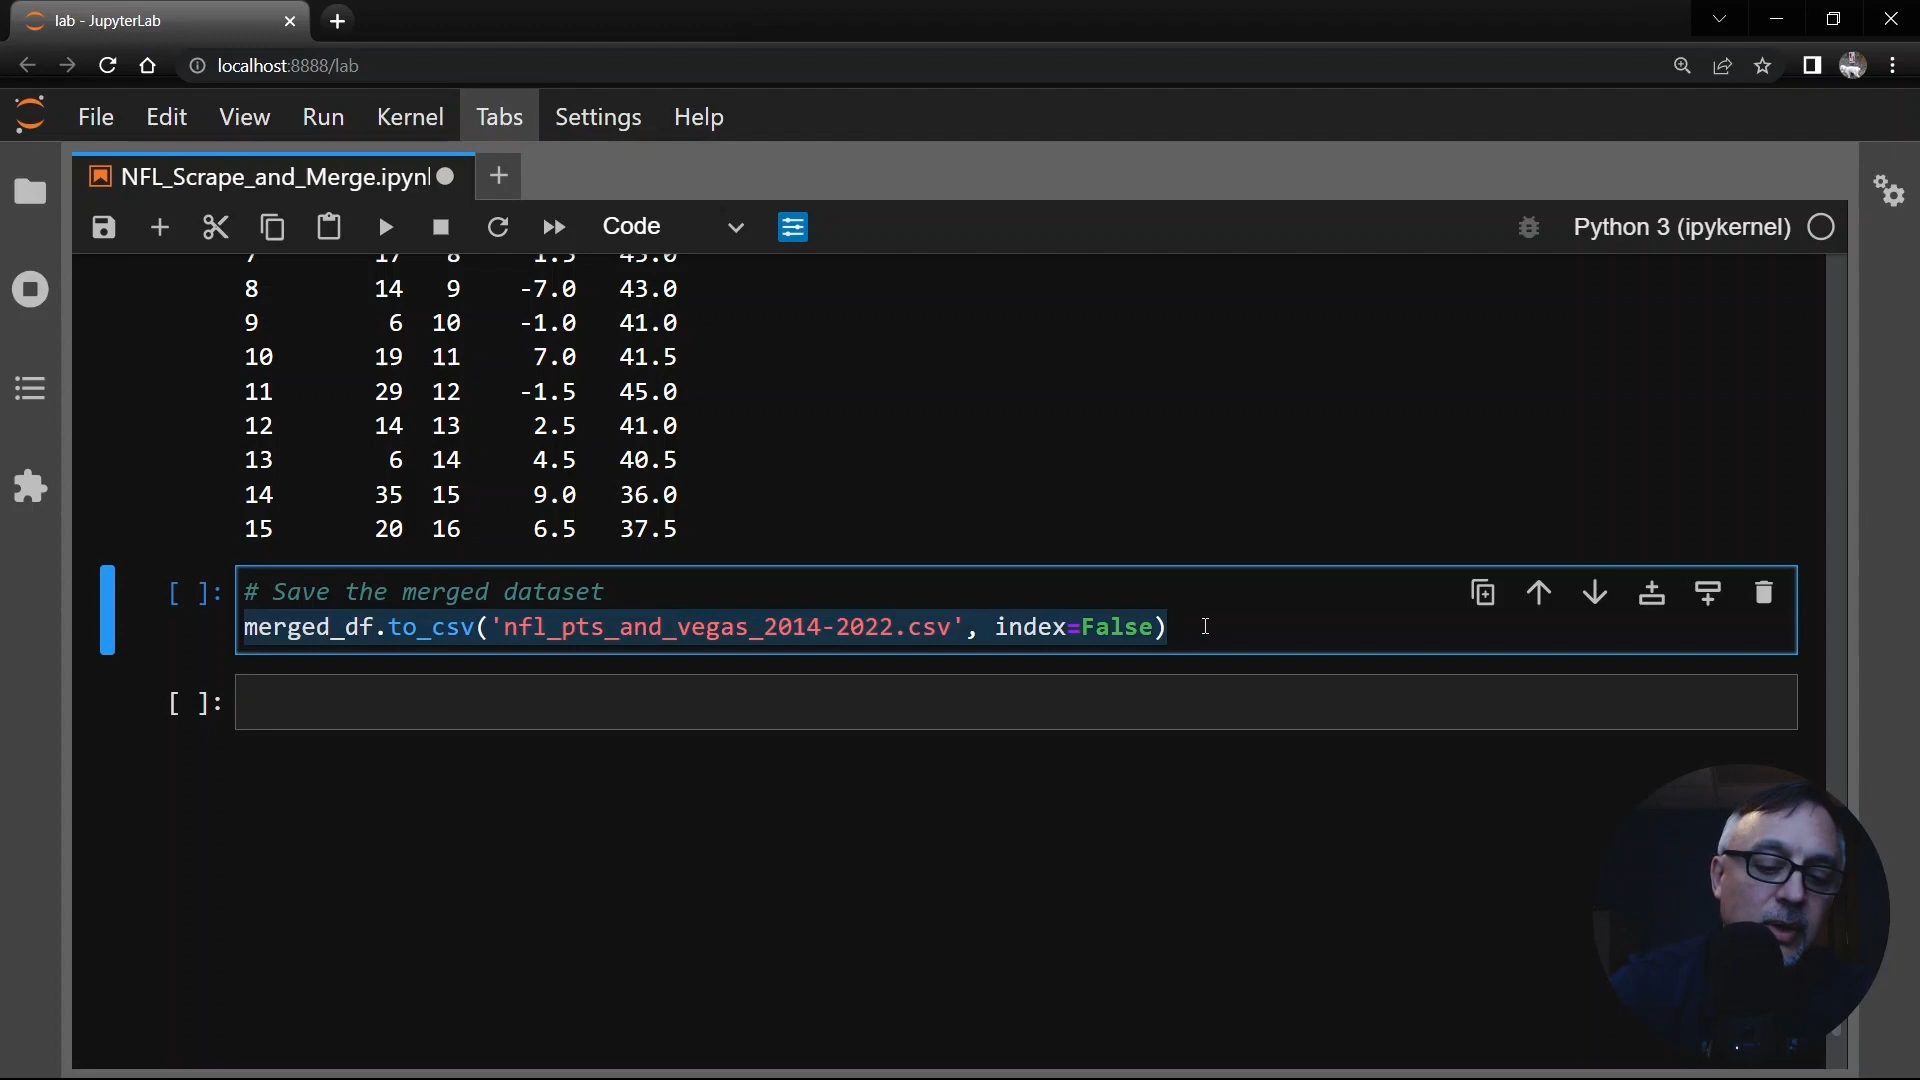 lab - JupyterLab
localhost:8888/lab
File Edit View Run Kernel Tabs Settings Help
NFL_Scrape_and_Merge.ipynl
Code Python 3 (ipykernel)
7 17 8 1.5 45.0
8 14 9 -7.0 43.0
9 6 10 -1.0 41.0
10 19 11 7.0 41.5
11 29 12 -1.5 45.0
12 14 13 2.5 41.0
13 6 14 4.5 40.5
14 35 15 9.0 36.0
15 20 16 6.5 37.5
[ ]: # Save the merged dataset
merged_df.to_csv('nfl_pts_and_vegas_2014-2022.csv', index=False)
[ ]: